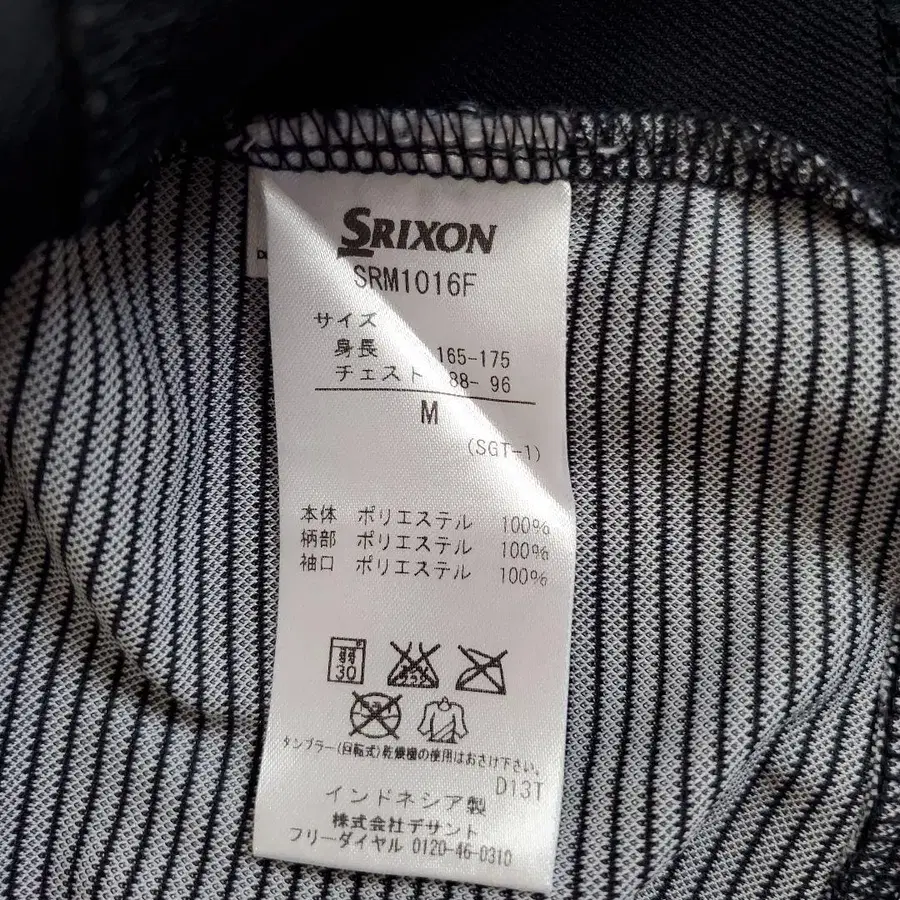 SRIXON
SRM1016F
サイズ
身長 165-175
チェスト 88- 96
M
(SGT-1)
本体 ポリエステル 100%
柄部 ポリエステル 100%
袖口 ポリエステル 100%
弱
30
タンブラー(回転式)乾燥機の使用はおさけ下さい。
D13T
インドネシア製
株式会社デサント
フリーダイヤル 0120-46-0310